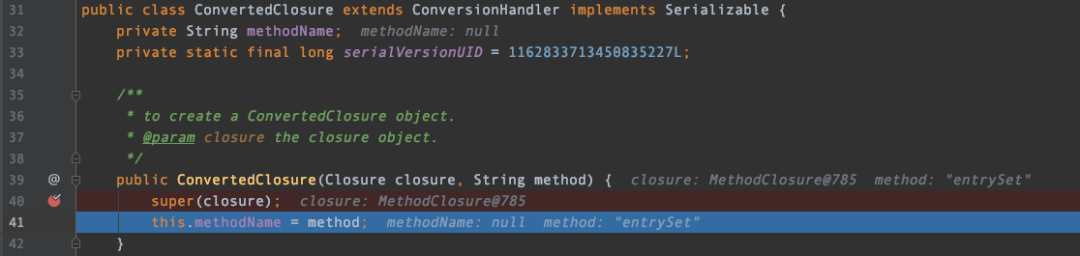 31 public class ConvertedClosure extends ConversionHandler implements Serializable {
32 private String methodName; methodName: null
33 private static final long serialVersionUID = 1162833713450835227L;
34
35 /**
36 * to create a ConvertedClosure object.
37 * @param closure the closure object.
38 */
39 @ public ConvertedClosure(Closure closure, String method) { closure: MethodClosure@785 method: "entrySet"
40 super(closure); closure: MethodClosure@785
41 this.methodName = method; methodName: null method: "entrySet"
42 }